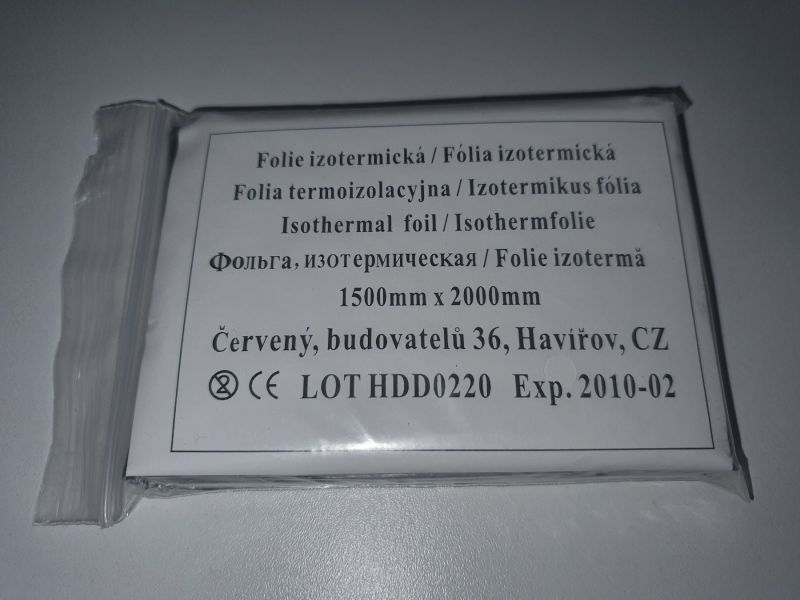 Folie izotermická / Fólia izotermická
Folia termoizolacyjna / Izotermikus fólia
Isothermal foil / Isothermfolie
Фольга, изотермическая / Folie izotermă
1500mm x 2000mm
Červený, budovatelů 36, Havířov, CZ
CE LOT HDD0220 Exp. 2010-02